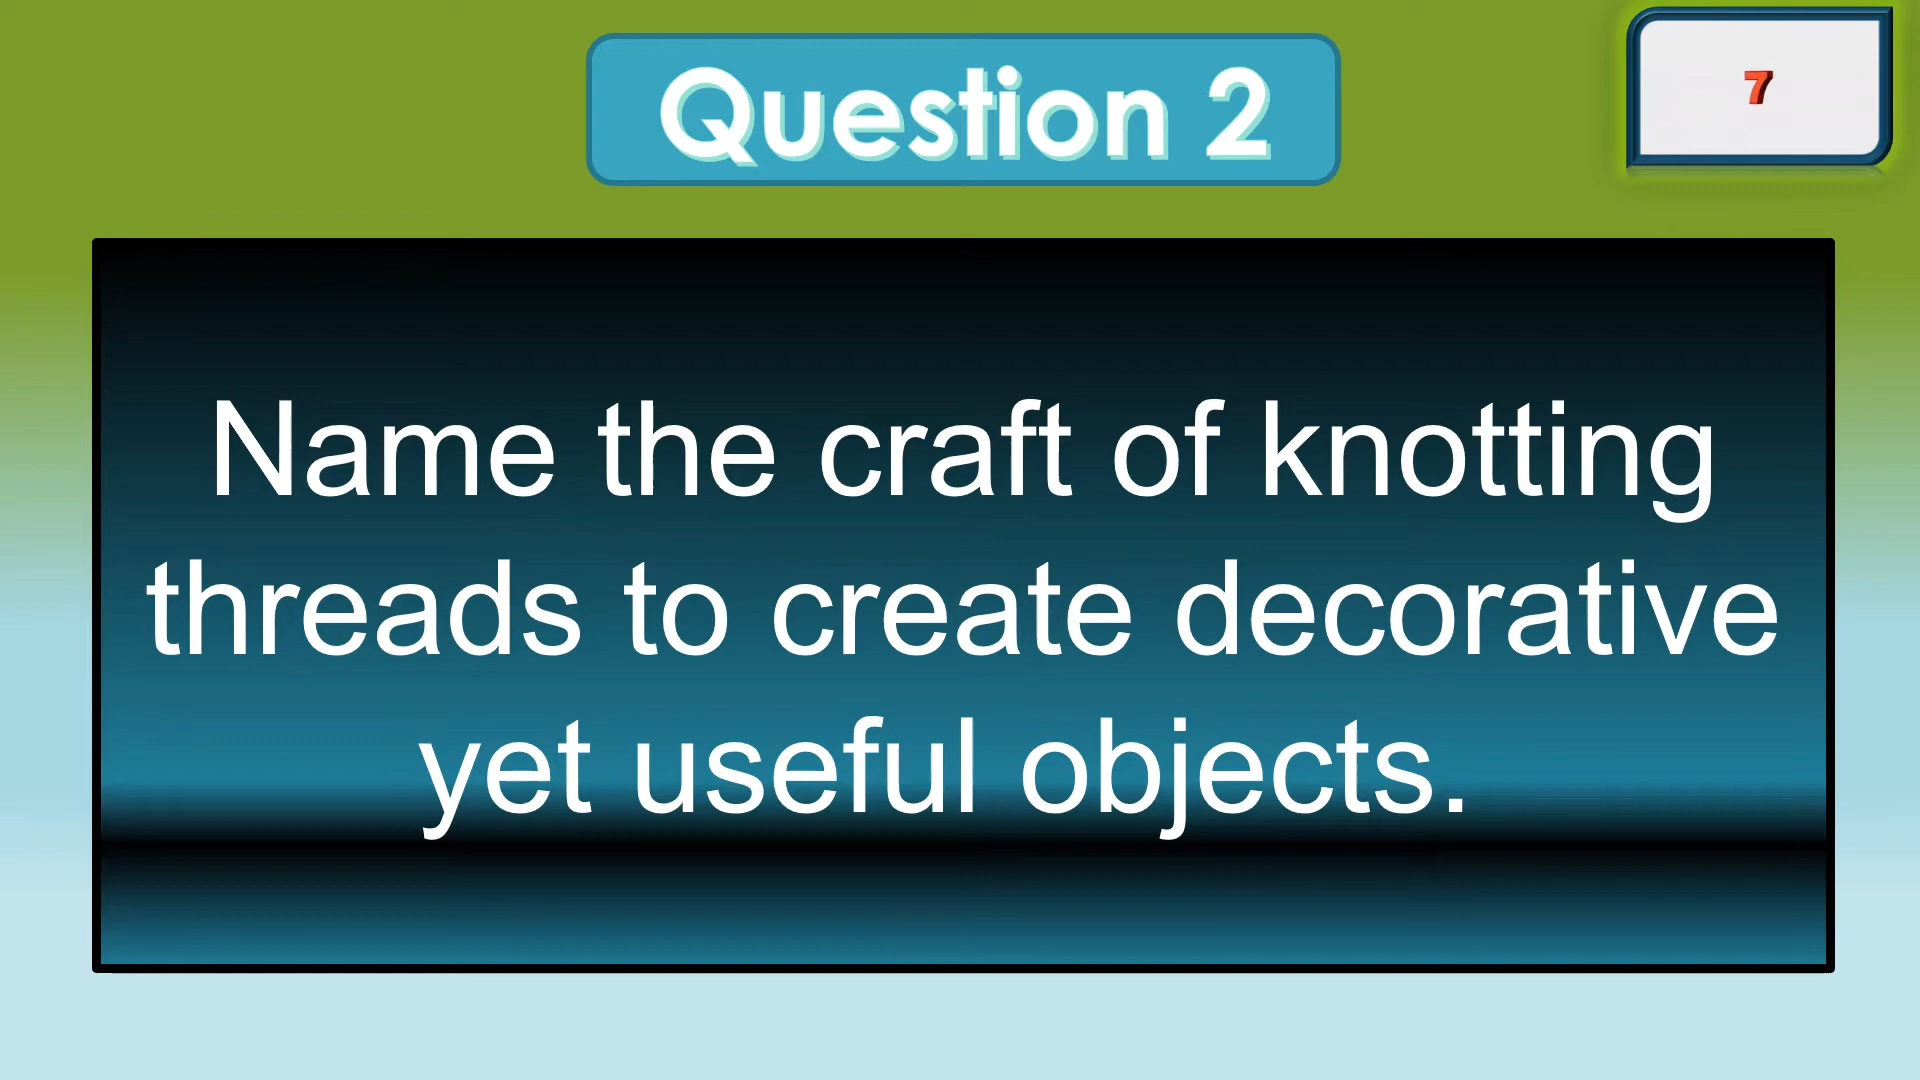 Question 2
7
Name the craft of knotting
threads to create decorative
yet useful objects.